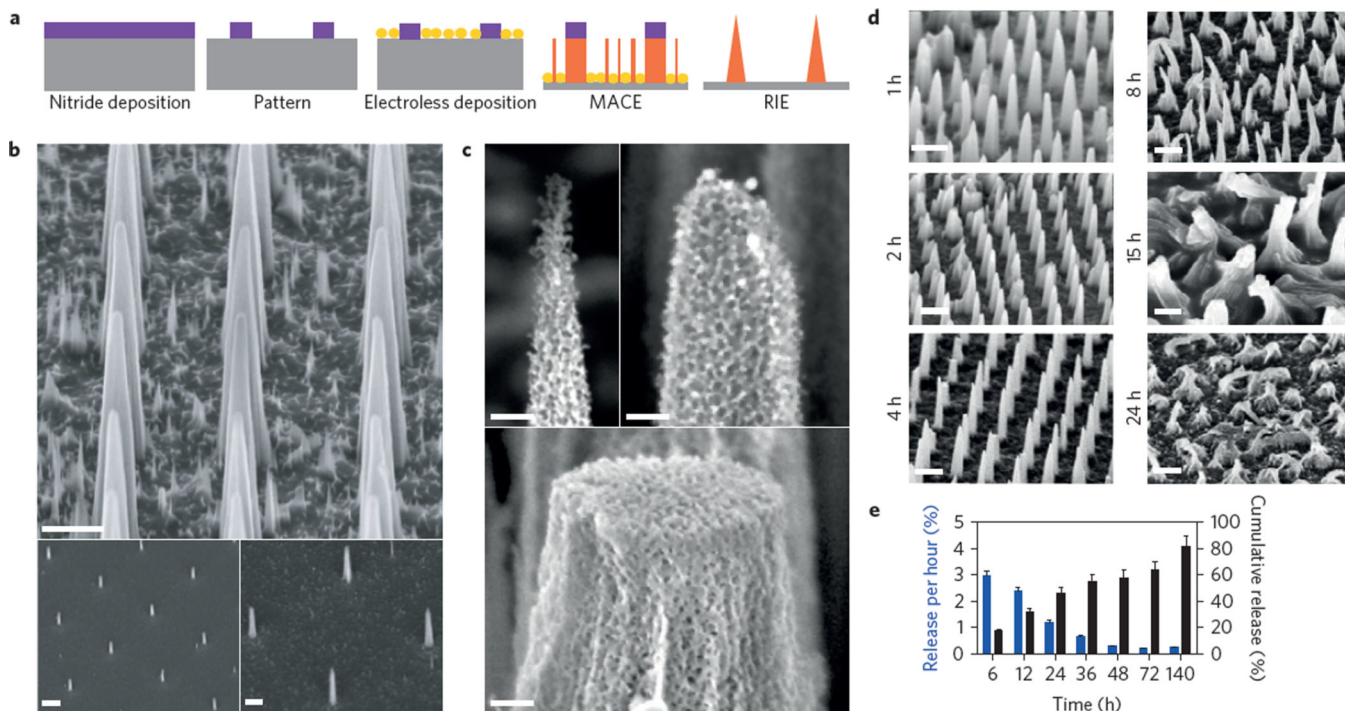 a
Nitride deposition
Pattern
Electroless deposition
MACE
RIE
b
c
d
1 h
8 h
2 h
15 h
4 h
24 h
e
Release per hour (%)
5
4
3
2
1
0
100
80
60
40
20
0
Cumulative release (%)
6 12 24 36 48 72 140
Time (h)